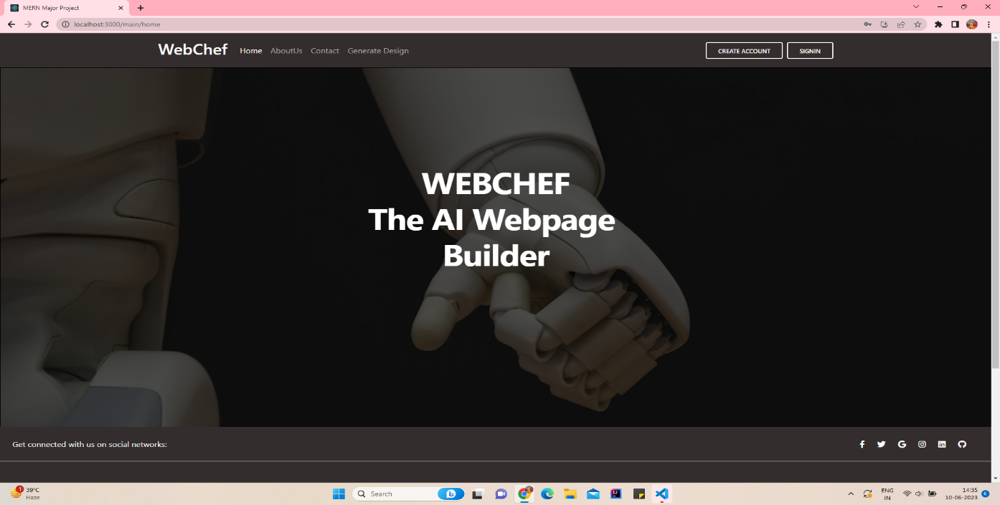 MERN Major Project
localhost:3000/main/home
WebChef
Home
AboutUs
Contact
Generate Design
CREATE ACCOUNT
SIGNIN
WEBCHEF
The AI Webpage
Builder
Get connected with us on social networks:
1
39°C
Haze
Search
ENG
IN
14:35
10-06-2023
6